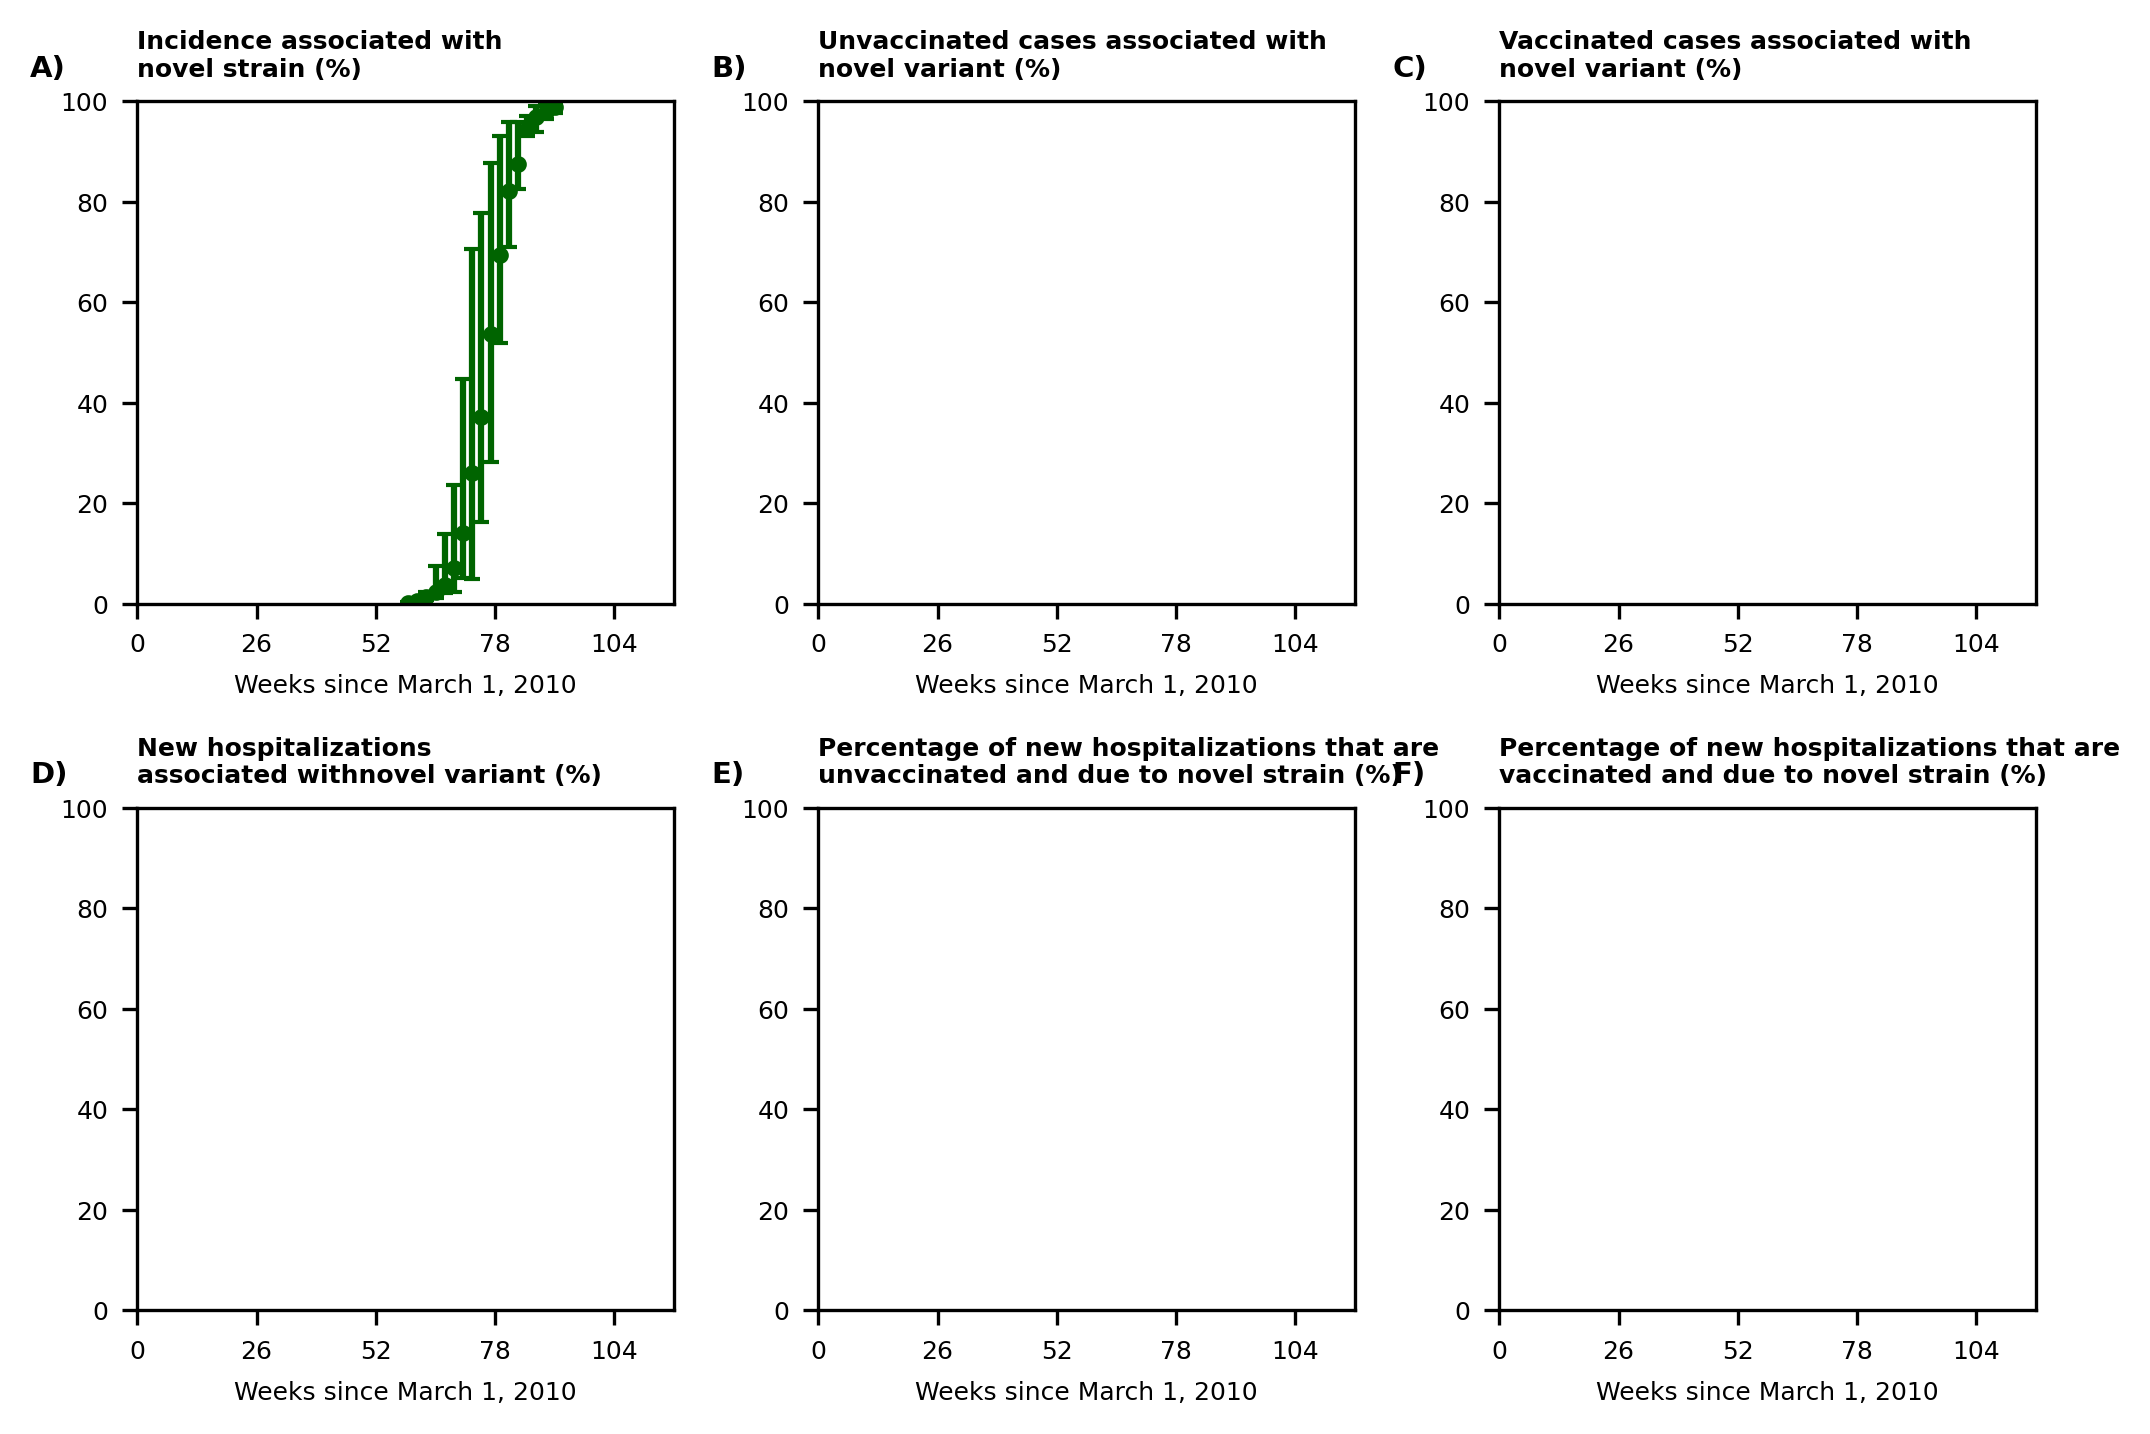 A)
Incidence associated with
novel strain (%)
100
80
60
40
20
0
0 26 52 78 104
Weeks since March 1, 2010
B)
Unvaccinated cases associated with
novel variant (%)
100
80
60
40
20
0
0 26 52 78 104
Weeks since March 1, 2010
C)
Vaccinated cases associated with
novel variant (%)
100
80
60
40
20
0
0 26 52 78 104
Weeks since March 1, 2010
D)
New hospitalizations
associated withnovel variant (%)
100
80
60
40
20
0
0 26 52 78 104
Weeks since March 1, 2010
E)
Percentage of new hospitalizations that are
unvaccinated and due to novel strain (%)
100
80
60
40
20
0
0 26 52 78 104
Weeks since March 1, 2010
F)
Percentage of new hospitalizations that are
vaccinated and due to novel strain (%)
100
80
60
40
20
0
0 26 52 78 104
Weeks since March 1, 2010